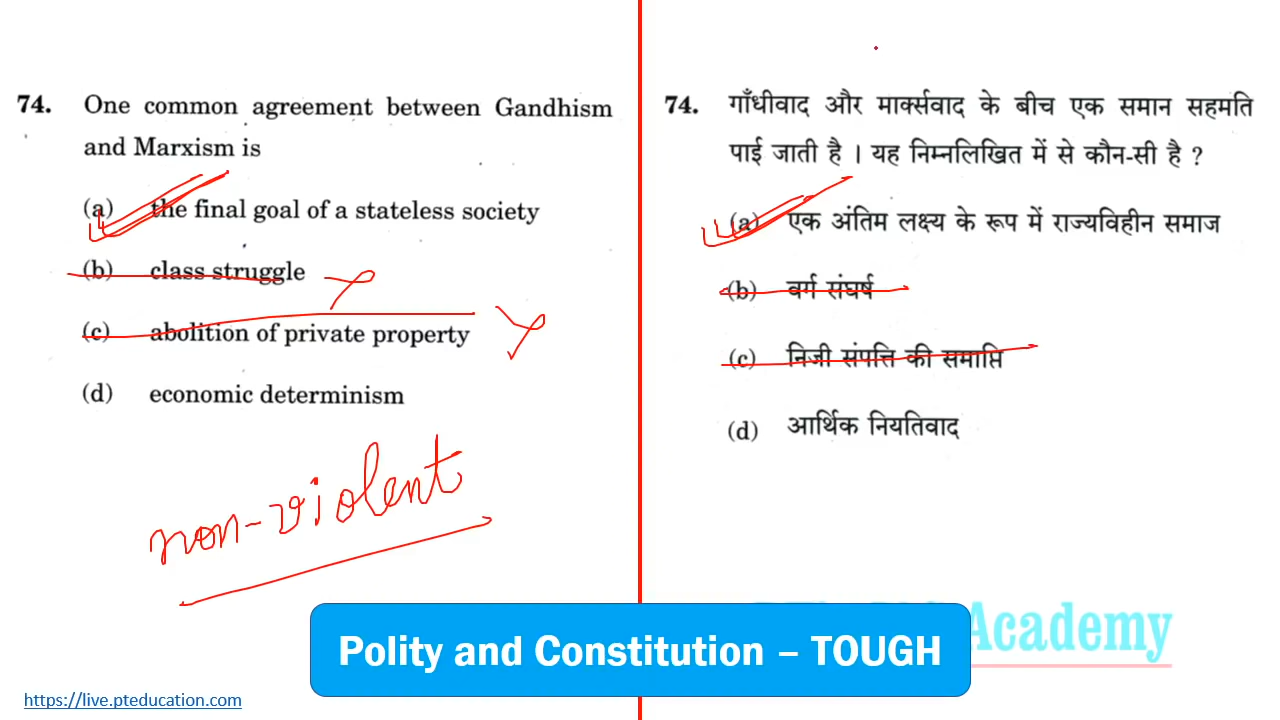 74. One common agreement between Gandhism
and Marxism is
(a) the final goal of a stateless society
(b) class struggle
(c) abolition of private property
(d) economic determinism
non-violent
74. गाँधीवाद और मार्क्सवाद के बीच एक समान सहमति
पाई जाती है । यह निम्नलिखित में से कौन-सी है ?
(a) एक अंतिम लक्ष्य के रूप में राज्यविहीन समाज
(b) वर्ग संघर्ष
(c) निजी संपत्ति की समाप्ति
(d) आर्थिक नियतिवाद
Academy
Polity and Constitution – TOUGH
https://live.pteducation.com